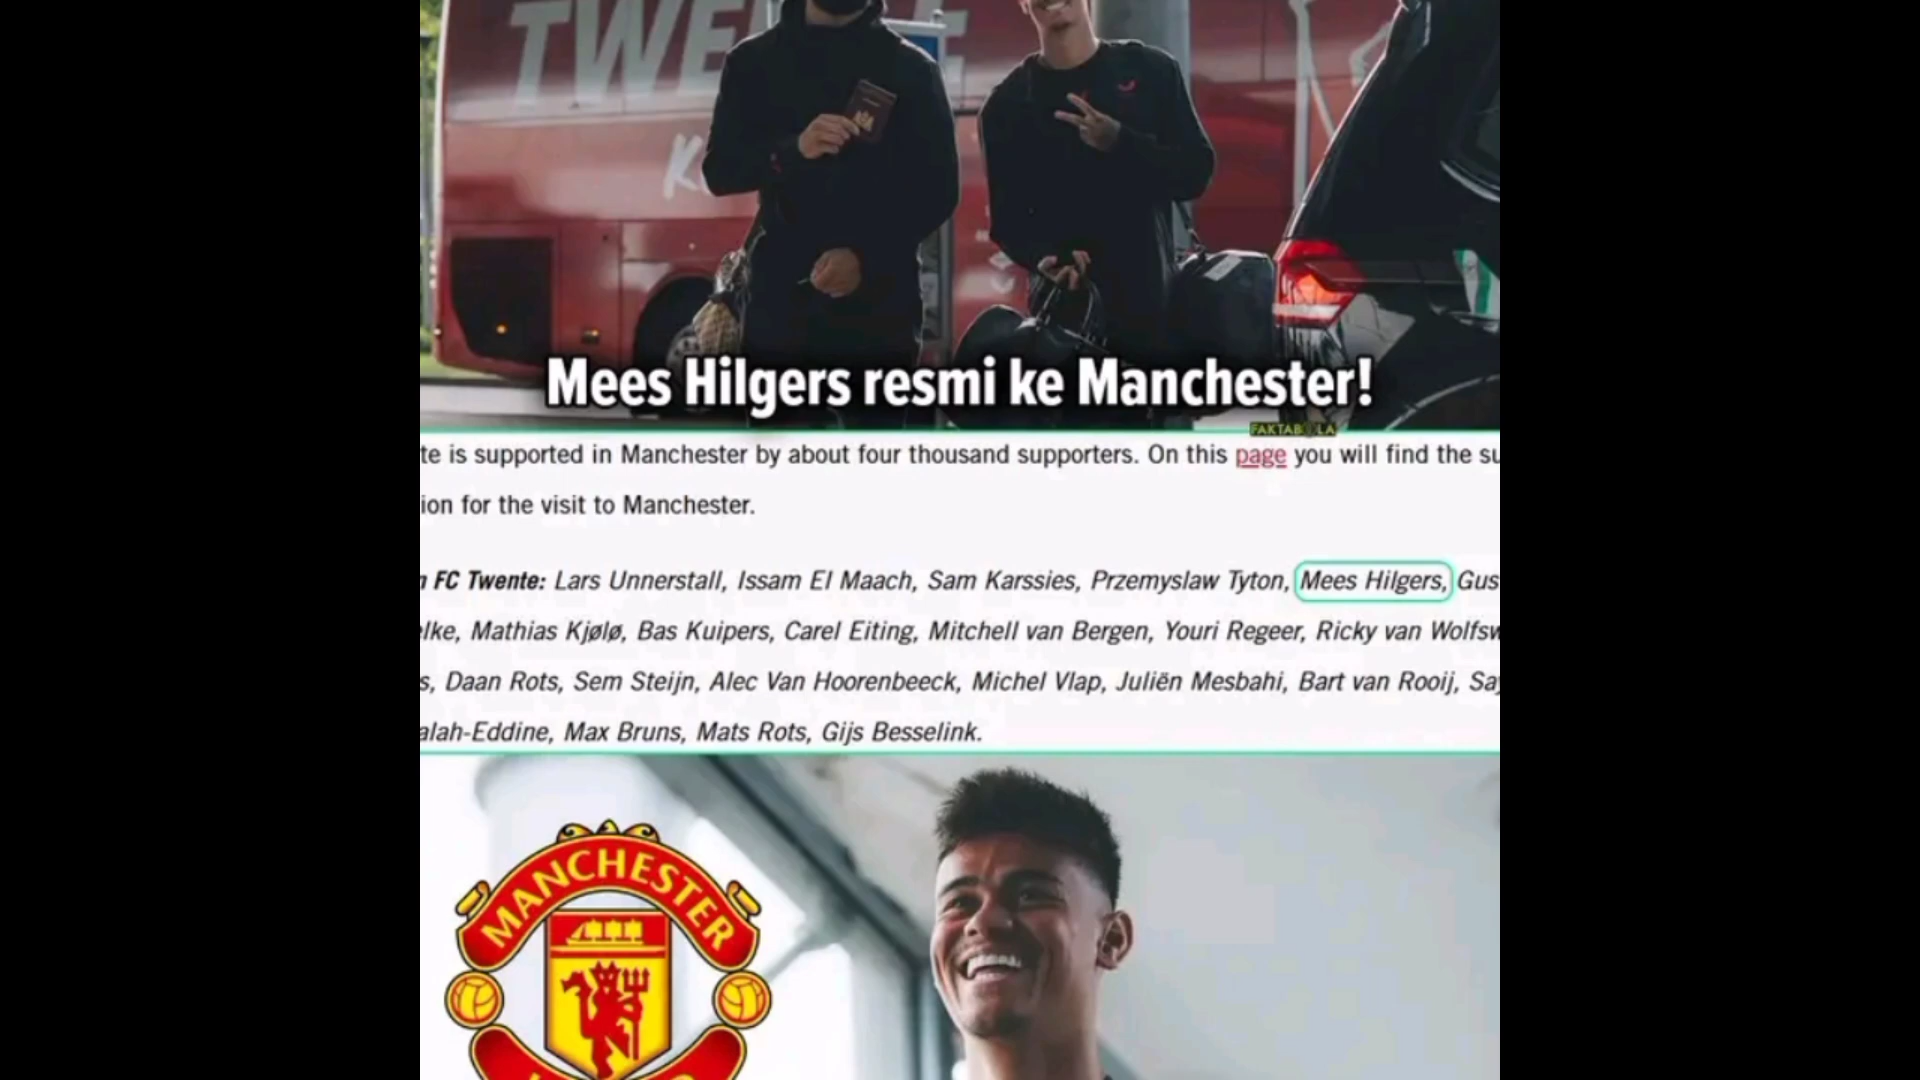 TWE
E
K
Mees Hilgers resmi ke Manchester!
FAKTAB LA
te is supported in Manchester by about four thousand supporters. On this page you will find the su
ion for the visit to Manchester.
n FC Twente: Lars Unnerstall, Issam El Maach, Sam Karssies, Przemyslaw Tyton, Mees Hilgers, Gus
elke, Mathias Kjølø, Bas Kuipers, Carel Eiting, Mitchell van Bergen, Youri Regeer, Ricky van Wolfsw
s, Daan Rots, Sem Steijn, Alec Van Hoorenbeeck, Michel Vlap, Juliën Mesbahi, Bart van Rooij, Say
alah-Eddine, Max Bruns, Mats Rots, Gijs Besselink.
MANCHESTER